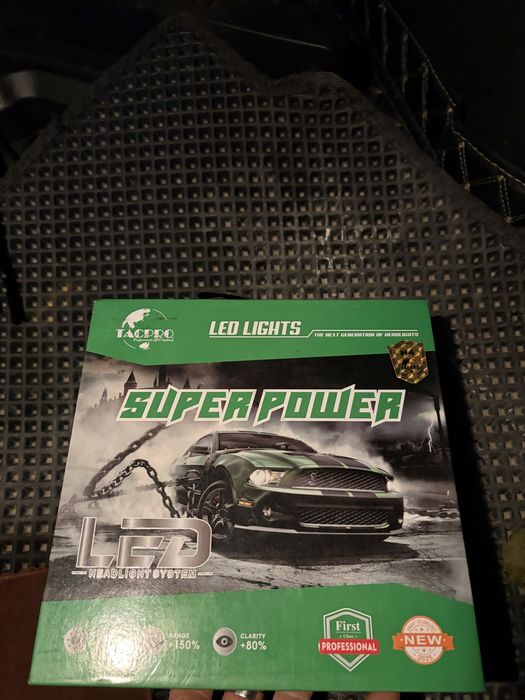 TACPRO
LED LIGHTS
THE NEXT GENERATION OF HEADLIGHTS
SUPER POWER
LED
HEADLIGHT SYSTEM
RANGE
+150%
CLARITY
+80%
First
Class
PROFESSIONAL
NEW